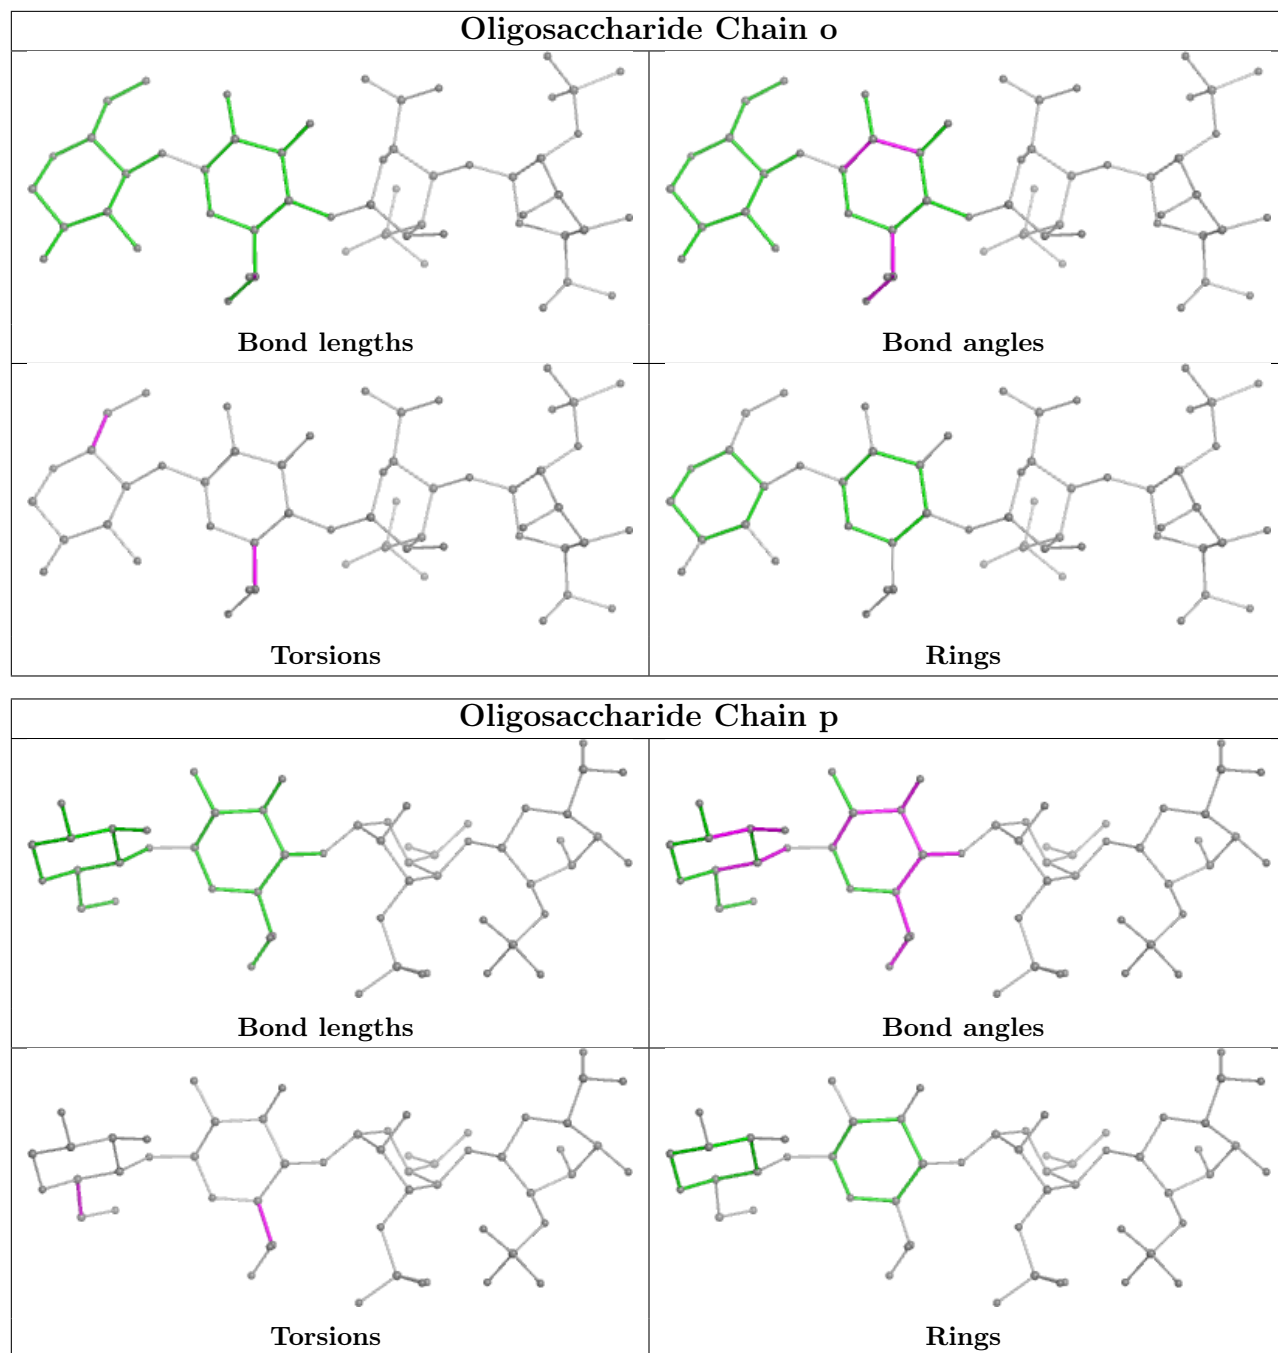 Oligosaccharide Chain o
Bond lengths
Bond angles
Torsions
Rings
Oligosaccharide Chain p
Bond lengths
Bond angles
Torsions
Rings